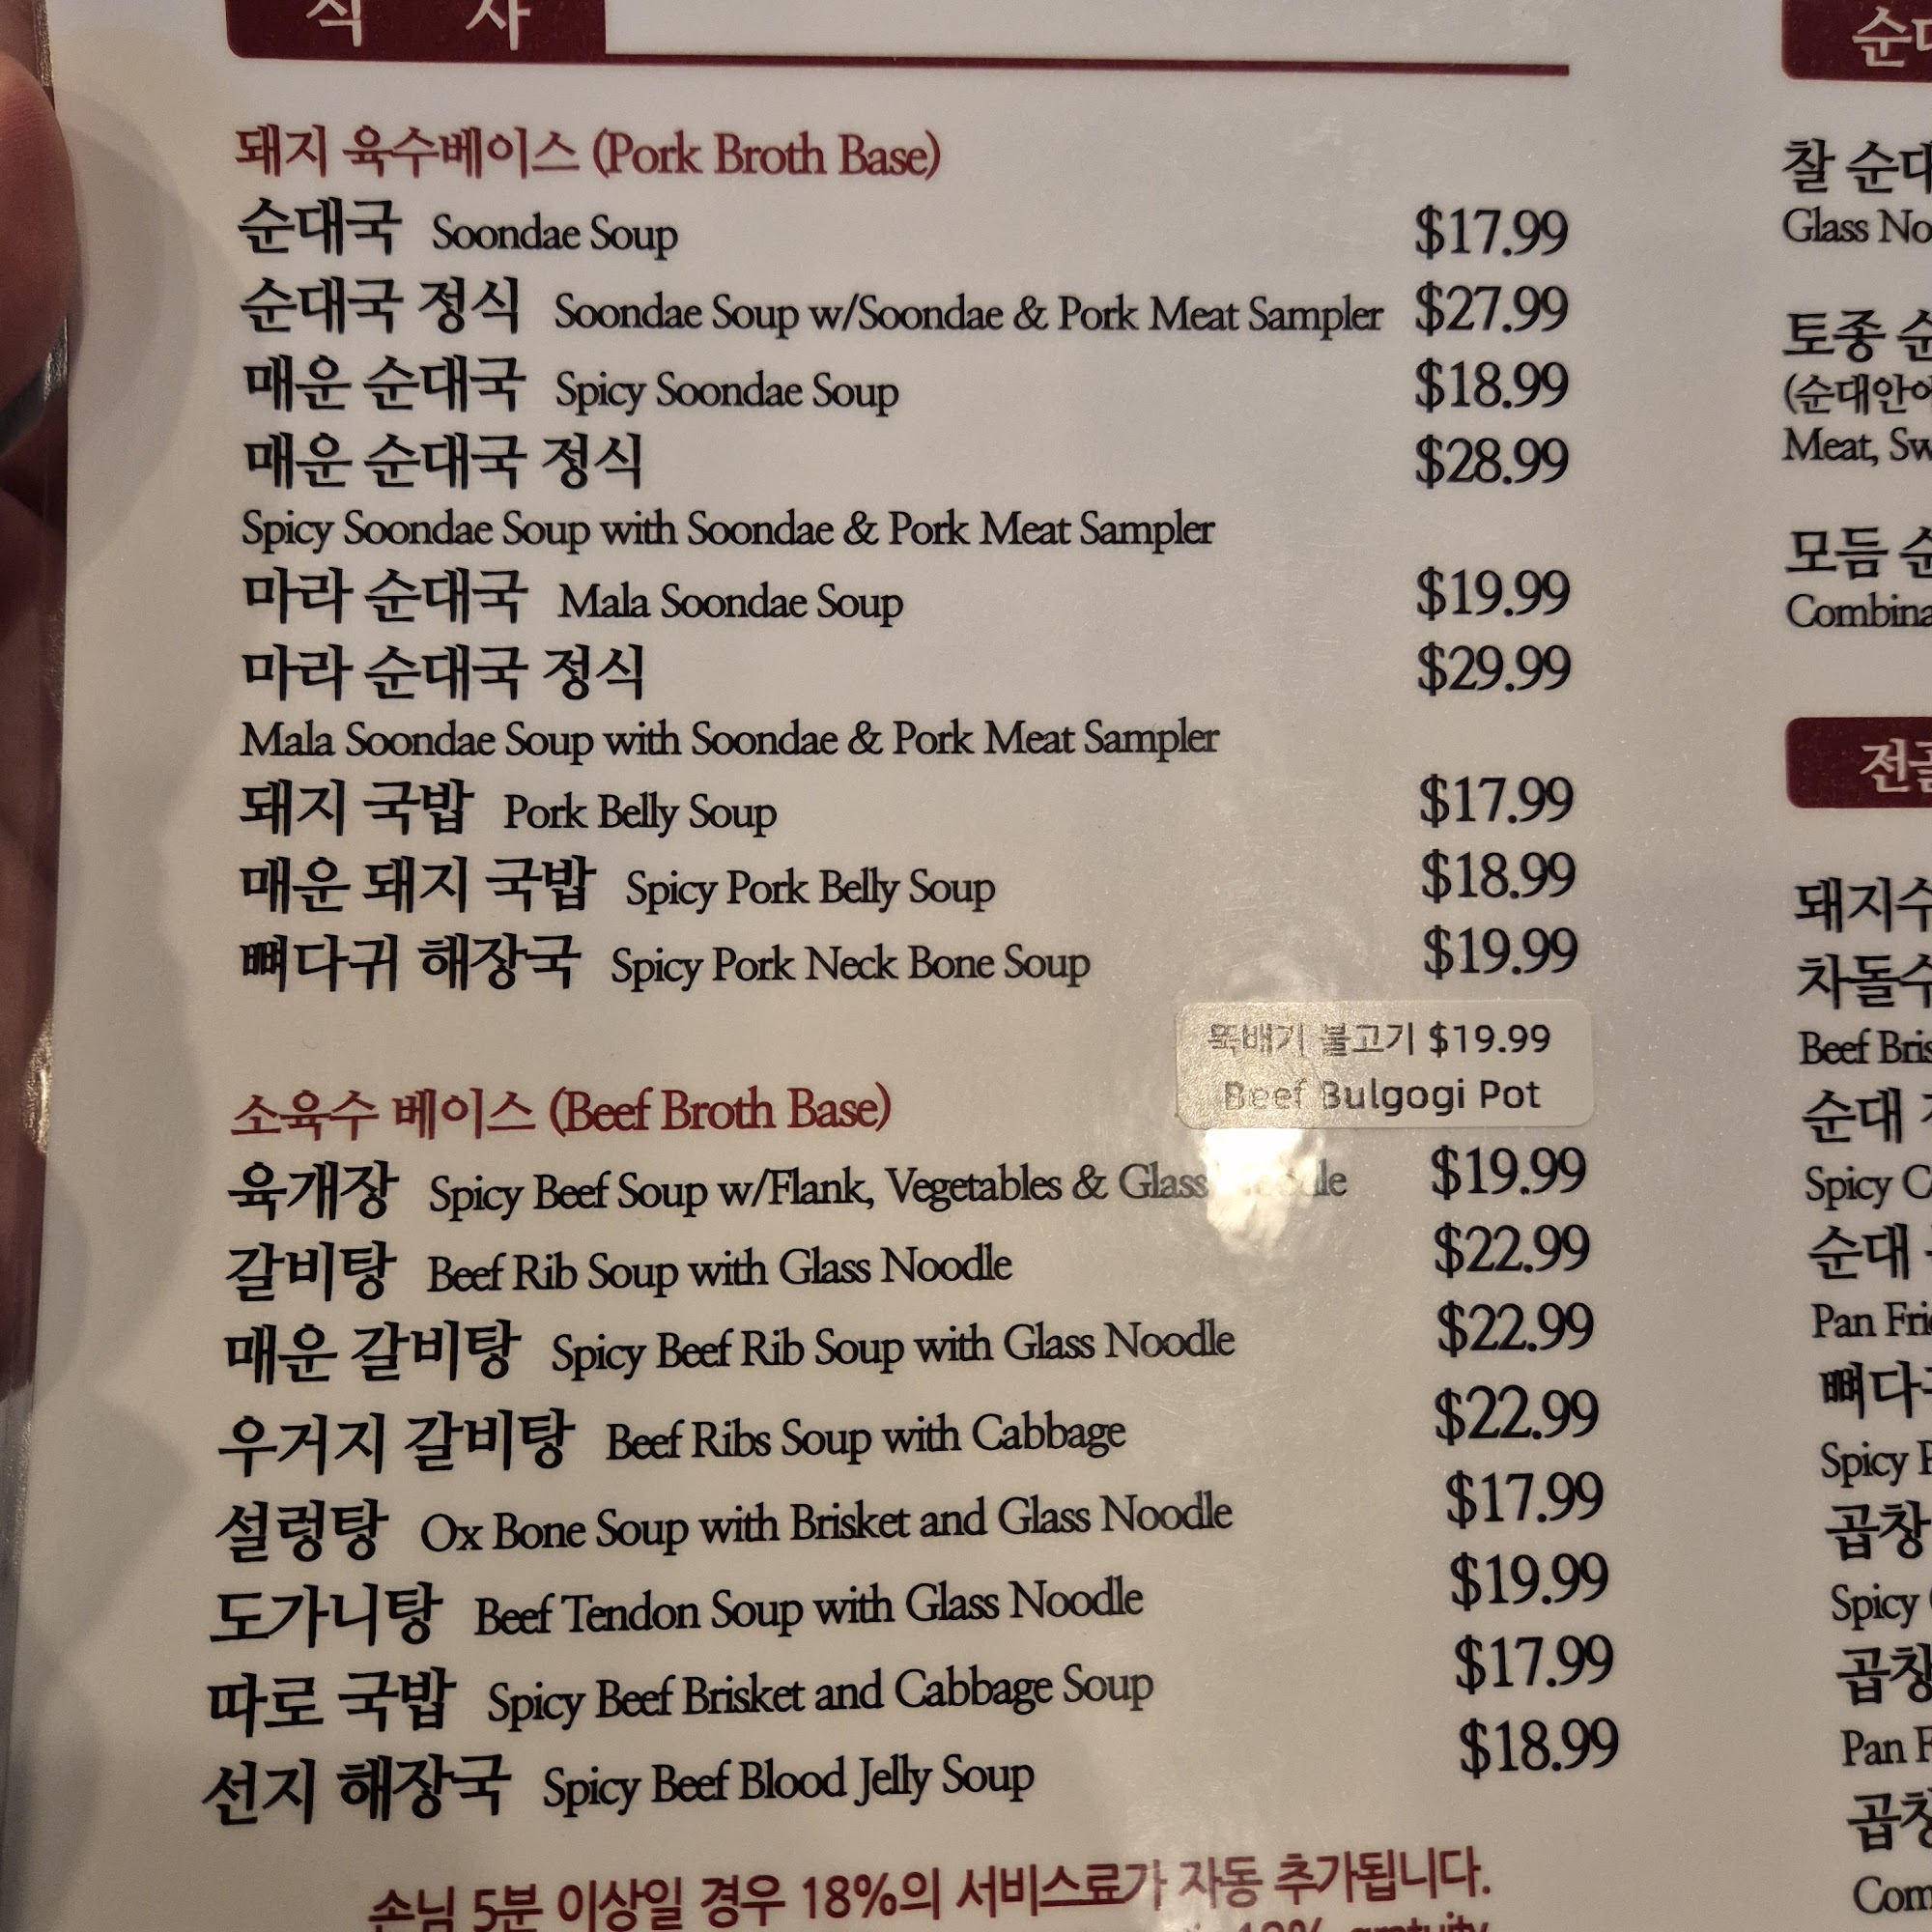 식 사
돼지 육수베이스 (Pork Broth Base)
순대국 Soondae Soup $17.99
순대국 정식 Soondae Soup w/Soondae & Pork Meat Sampler $27.99
매운 순대국 Spicy Soondae Soup $18.99
매운 순대국 정식 $28.99
Spicy Soondae Soup with Soondae & Pork Meat Sampler
마라 순대국 Mala Soondae Soup $19.99
마라 순대국 정식 $29.99
Mala Soondae Soup with Soondae & Pork Meat Sampler
돼지 국밥 Pork Belly Soup $17.99
매운 돼지 국밥 Spicy Pork Belly Soup $18.99
뼈다귀 해장국 Spicy Pork Neck Bone Soup $19.99
뚝배기 불고기 $19.99
Beef Bulgogi Pot
소육수 베이스 (Beef Broth Base)
육개장 Spicy Beef Soup w/Flank, Vegetables & Glass $19.99
갈비탕 Beef Rib Soup with Glass Noodle $22.99
매운 갈비탕 Spicy Beef Rib Soup with Glass Noodle $22.99
우거지 갈비탕 Beef Ribs Soup with Cabbage $22.99
설렁탕 Ox Bone Soup with Brisket and Glass Noodle $17.99
도가니탕 Beef Tendon Soup with Glass Noodle $19.99
따로 국밥 Spicy Beef Brisket and Cabbage Soup $17.99
선지 해장국 Spicy Beef Blood Jelly Soup $18.99
손님 5분 이상일 경우 18%의 서비스료가 자동 추가됩니다.
18% gratuity
찰 순대
Glass
토종
(순대안에
Meat,
모듬
돼지
차돌
Beef
순대
Spicy
순대
Pan
뼈다
Spicy
곱창
Spicy
곱창
Pan
곱창